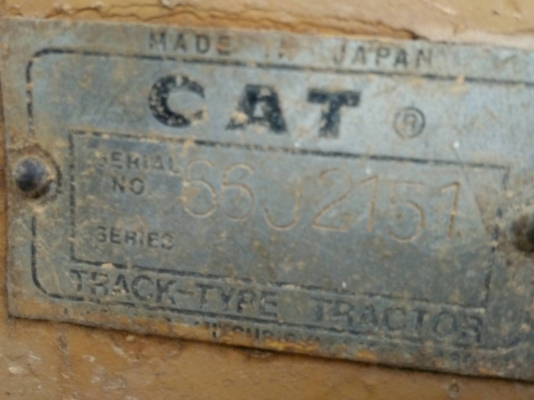 MADE IN JAPAN
CAT ®
SERIAL
NO 66J2151
SERIES
TRACK-TYPE TRACTOR